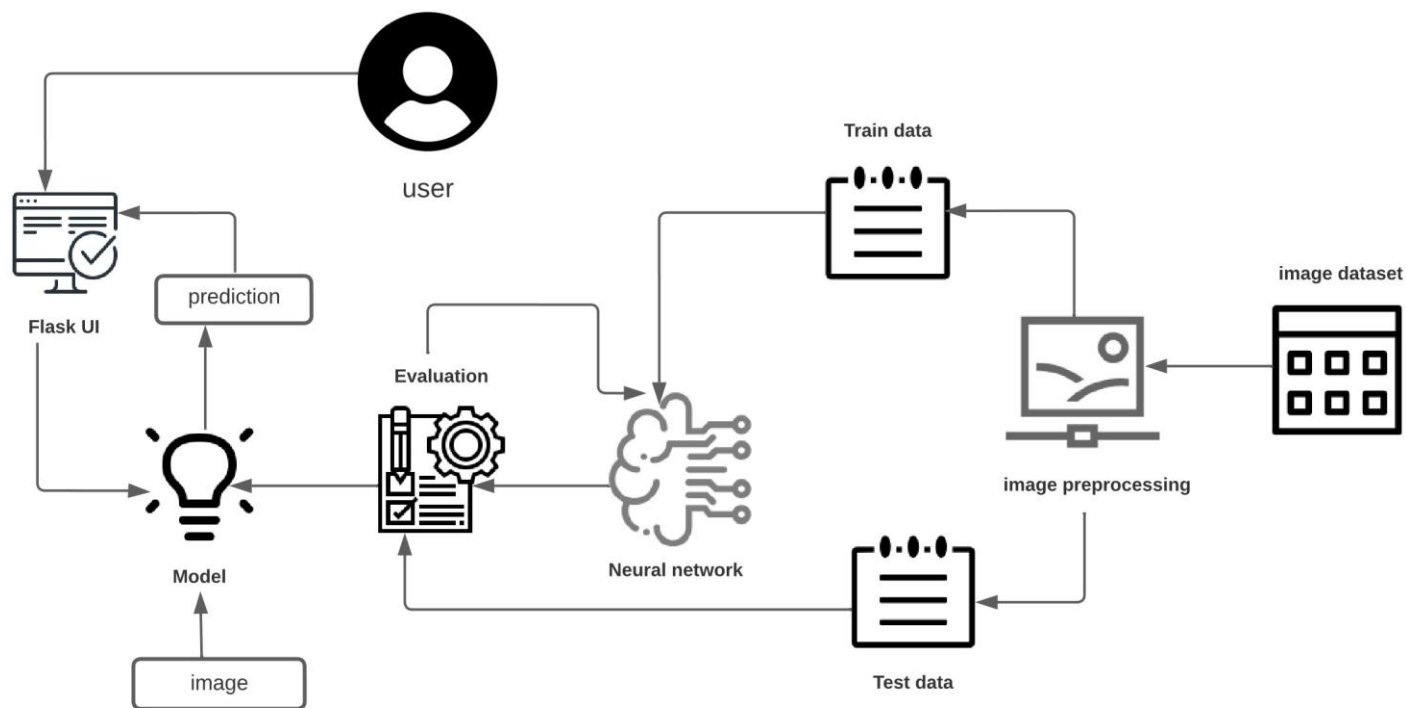 user
Train data
image dataset
prediction
Flask UI
Evaluation
image preprocessing
Model
Neural network
image
Test data